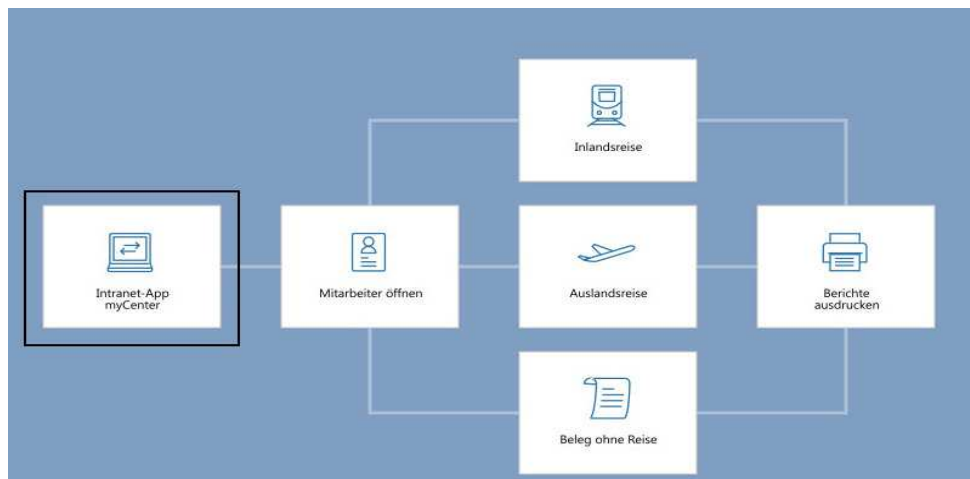 Inlandsreise
Intranet-App
myCenter
Mitarbeiter öffnen
Auslandsreise
Berichte
ausdrucken
Beleg ohne Reise